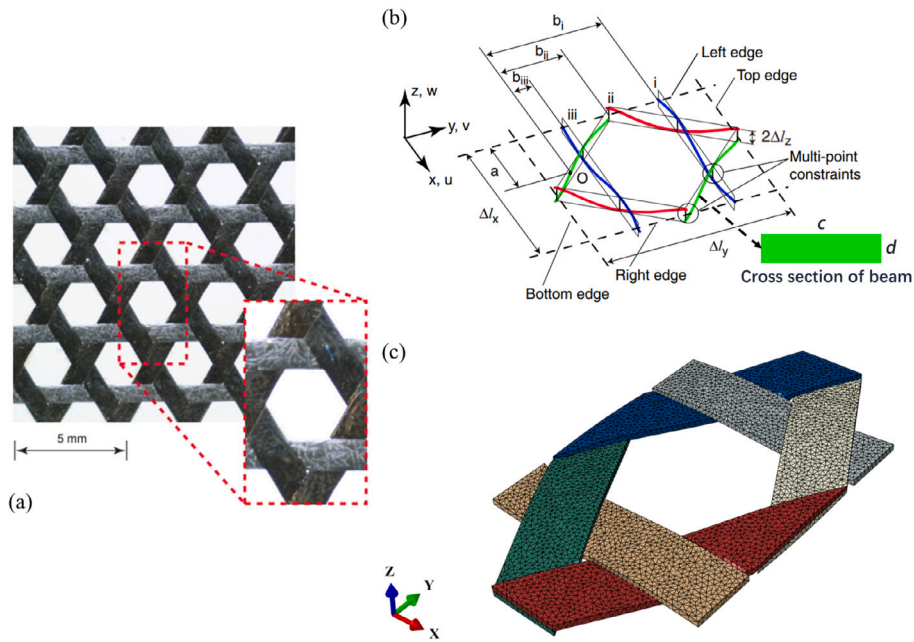 (a)
5 mm
(b)
z, w
y, v
x, u
b_i
b_ii
b_iii
i
ii
iii
Left edge
Top edge
2Δl_z
Multi-point
constraints
a
O
Δl_x
Δl_y
c
d
Cross section of beam
Right edge
Bottom edge
(c)
Z
Y
X